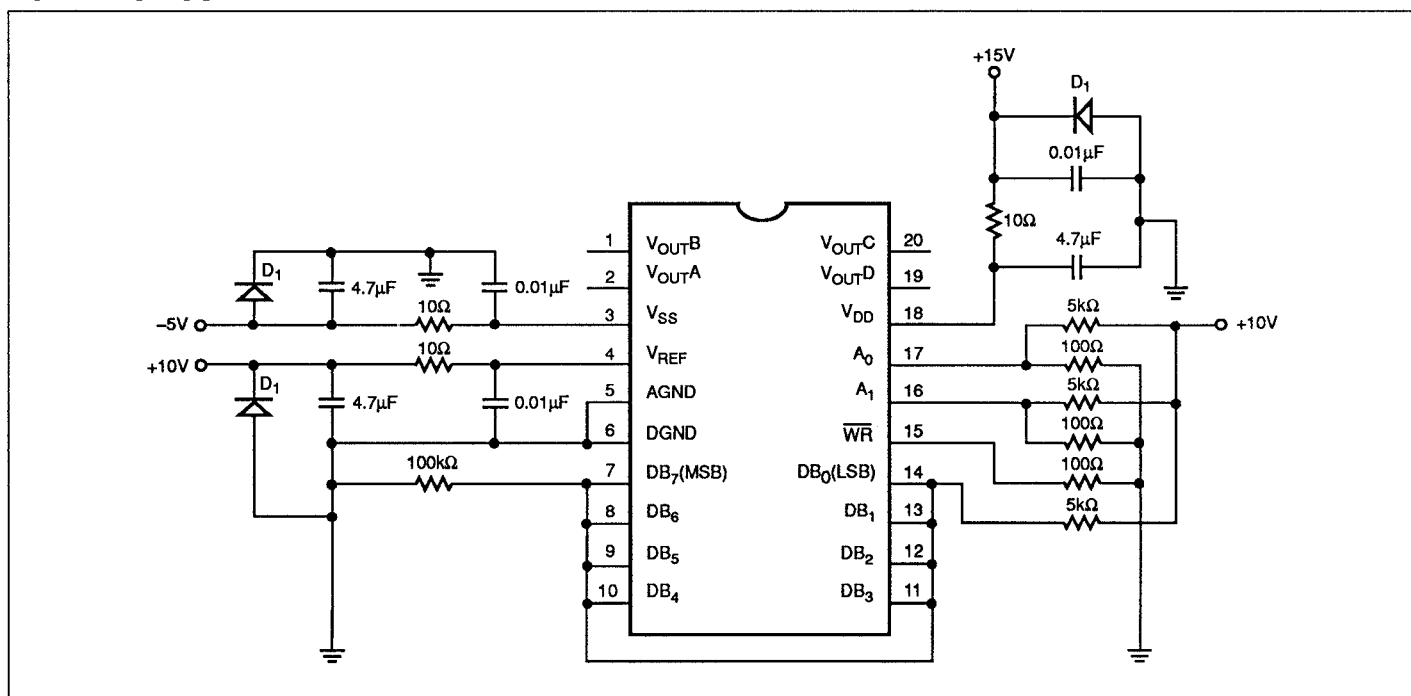 +15V
D1
0.01μF
10Ω
4.7μF
D1
4.7μF
0.01μF
10Ω
–5V
10Ω
+10V
D1
4.7μF
0.01μF
100kΩ
1 VOUTB
2 VOUTA
3 VSS
4 VREF
5 AGND
6 DGND
7 DB7(MSB)
8 DB6
9 DB5
10 DB4
VOUTC 20
VOUTD 19
VDD 18
A0 17
A1 16
W̅R̅ 15
DB0(LSB) 14
DB1 13
DB2 12
DB3 11
5kΩ
+10V
100Ω
5kΩ
100Ω
100Ω
5kΩ